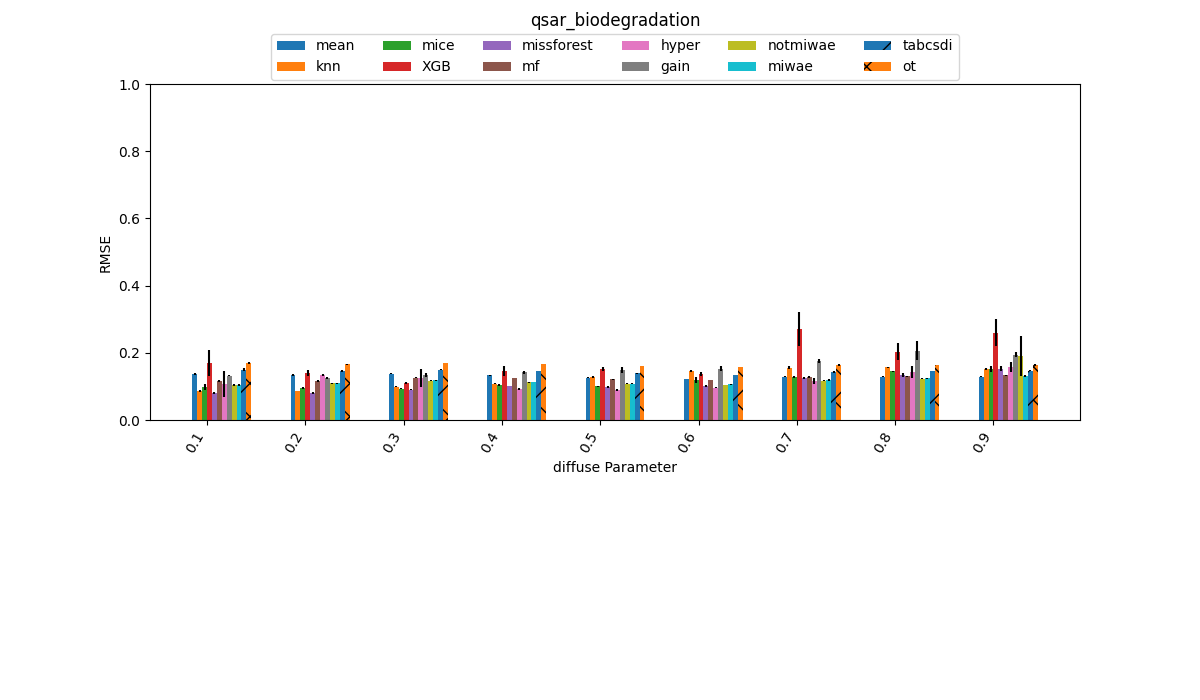 qsar_biodegradation
mean mice missforest hyper notmiwae tabcsdi
knn XGB mf gain miwae ot
1.0
0.8
0.6
0.4
0.2
0.0
RMSE
0.1 0.2 0.3 0.4 0.5 0.6 0.7 0.8 0.9
diffuse Parameter